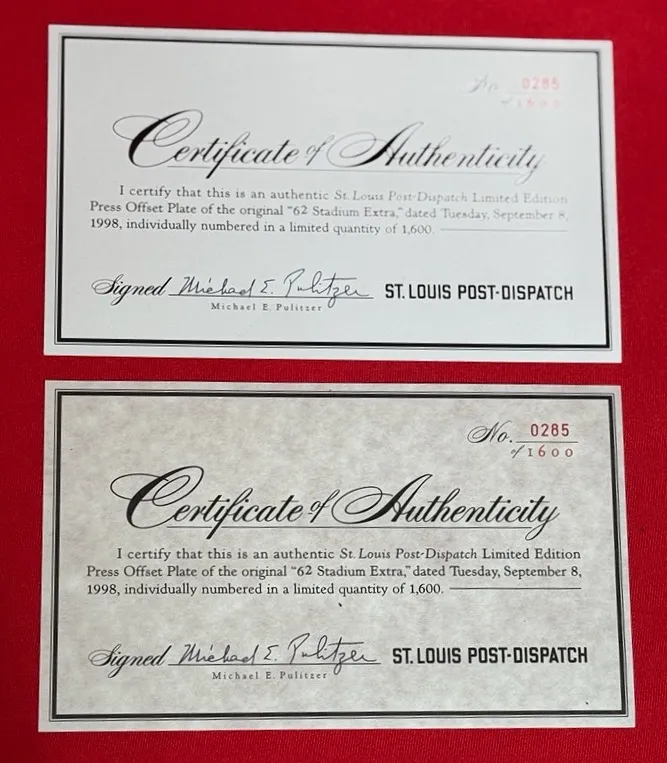 No. 0285
of 1600
Certificate of Authenticity
I certify that this is an authentic St. Louis Post-Dispatch Limited Edition
Press Offset Plate of the original "62 Stadium Extra," dated Tuesday, September 8,
1998, individually numbered in a limited quantity of 1,600.
Signed Michael E. Pulitzer ST. LOUIS POST-DISPATCH
Michael E. Pulitzer
No. 0285
of 1600
Certificate of Authenticity
I certify that this is an authentic St. Louis Post-Dispatch Limited Edition
Press Offset Plate of the original "62 Stadium Extra," dated Tuesday, September 8,
1998, individually numbered in a limited quantity of 1,600.
Signed Michael E. Pulitzer ST. LOUIS POST-DISPATCH
Michael E. Pulitzer